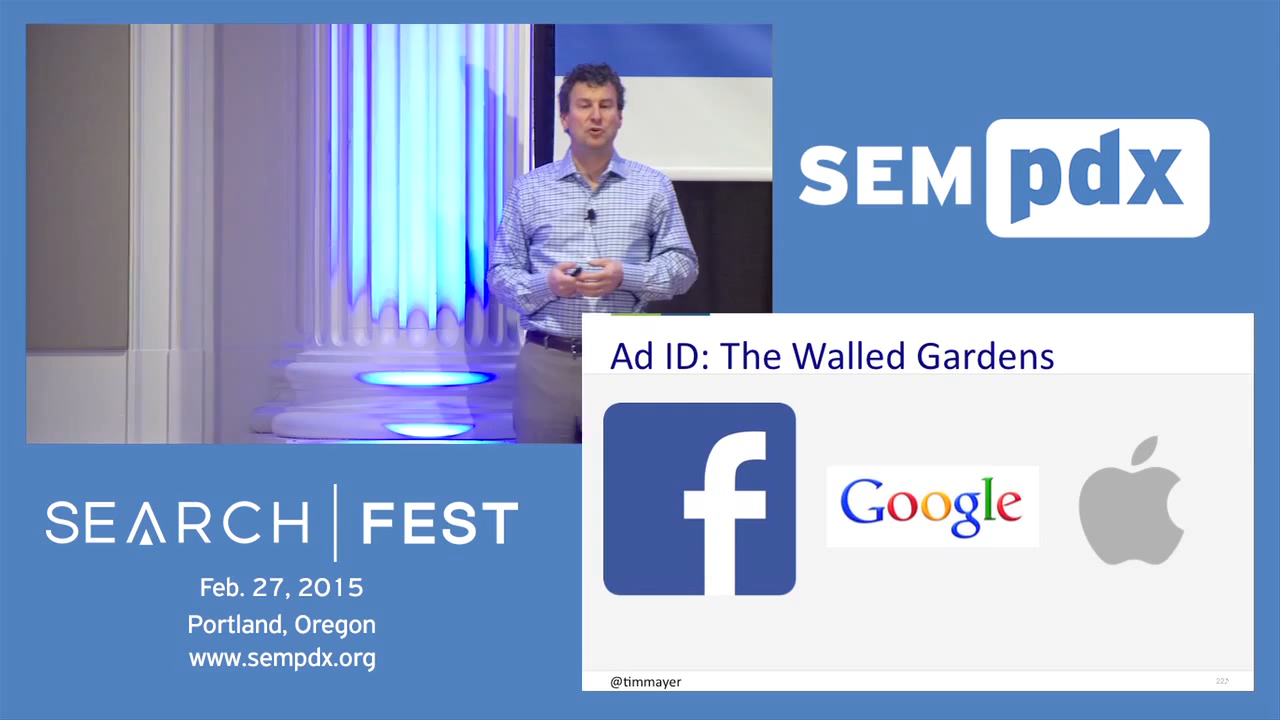 SEM pdx
Ad ID: The Walled Gardens
Google
SEARCH | FEST
Feb. 27, 2015
Portland, Oregon
www.sempdx.org
@timmayer